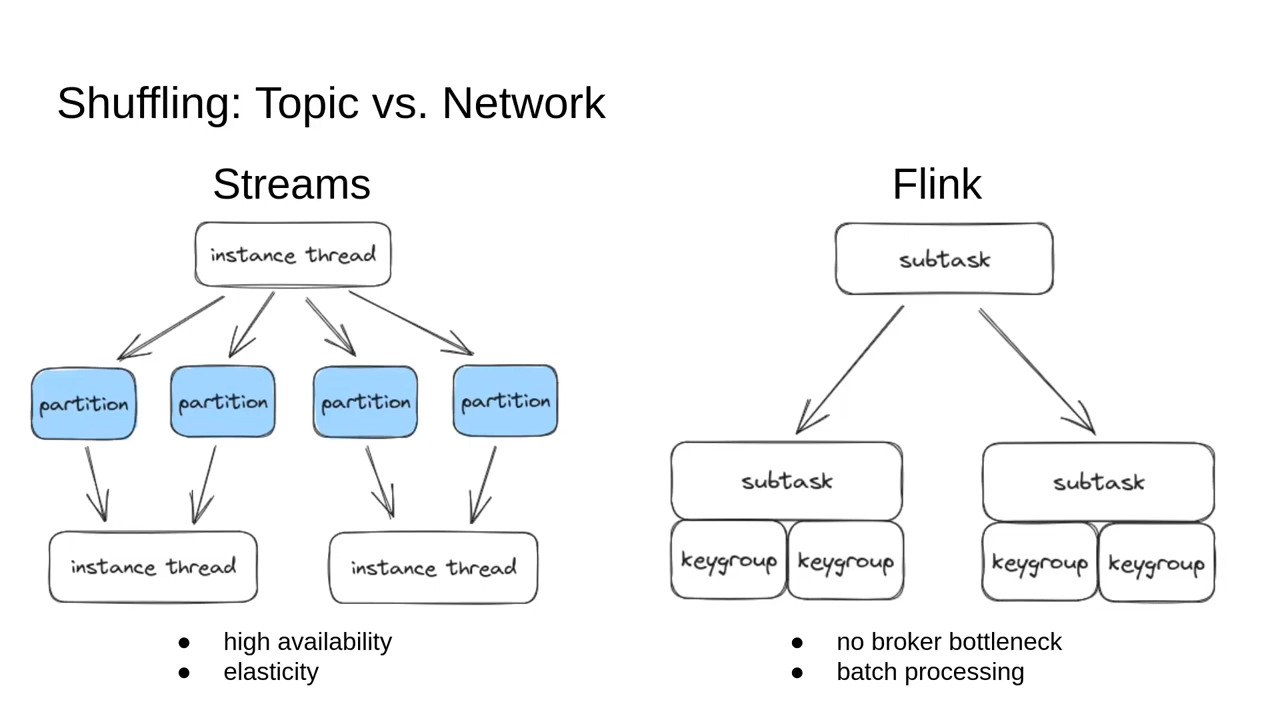 Shuffling: Topic vs. Network
Streams
instance thread
partition
partition
partition
partition
instance thread
instance thread
● high availability
● elasticity
Flink
subtask
subtask
subtask
keygroup
keygroup
keygroup
keygroup
● no broker bottleneck
● batch processing